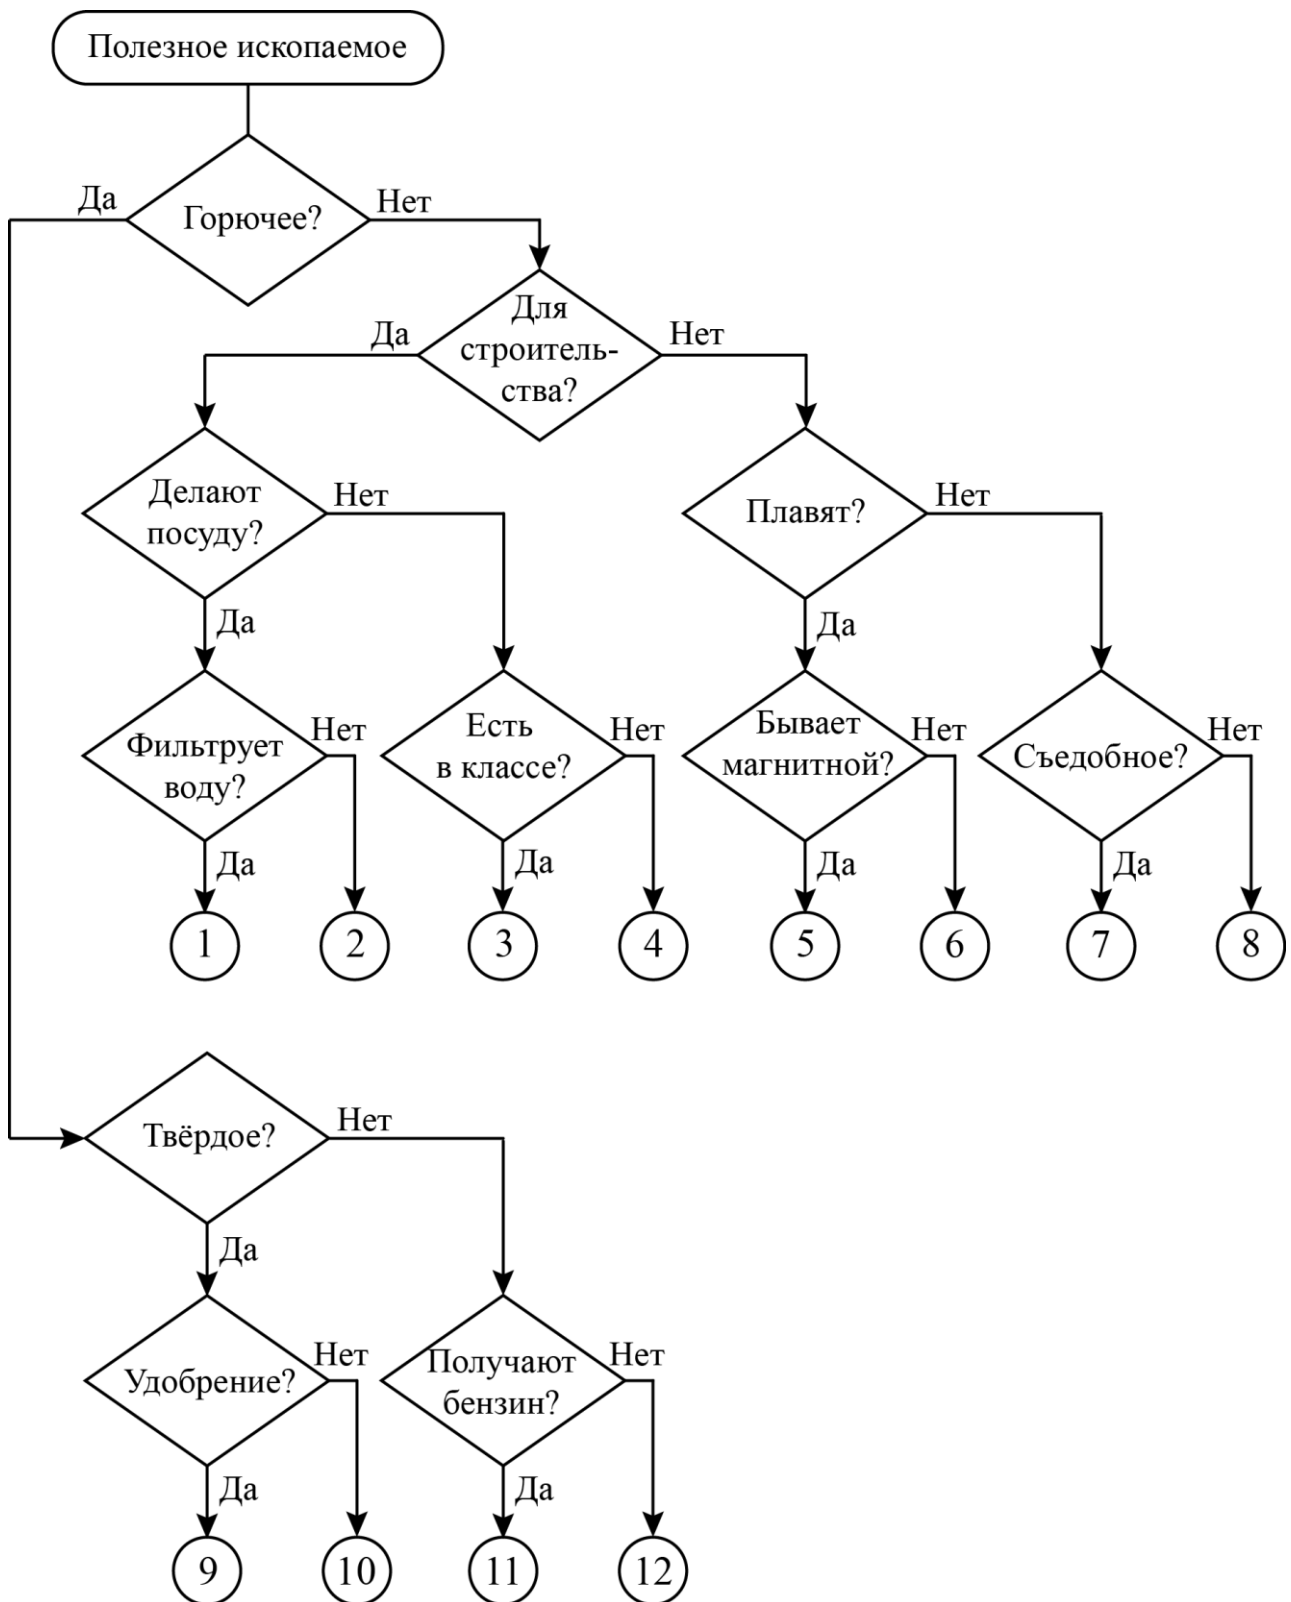 Полезное ископаемое
Да
Нет
Горючее?
Для
строитель-
ства?
Да
Нет
Делают
посуду?
Нет
Да
Плавят?
Нет
Да
Фильтрует
воду?
Нет
Да
Есть
в классе?
Нет
Да
Бывает
магнитной?
Нет
Да
Съедобное?
Нет
Да
1
2
3
4
5
6
7
8
Твёрдое?
Нет
Да
Удобрение?
Нет
Да
Получают
бензин?
Нет
Да
9
10
11
12